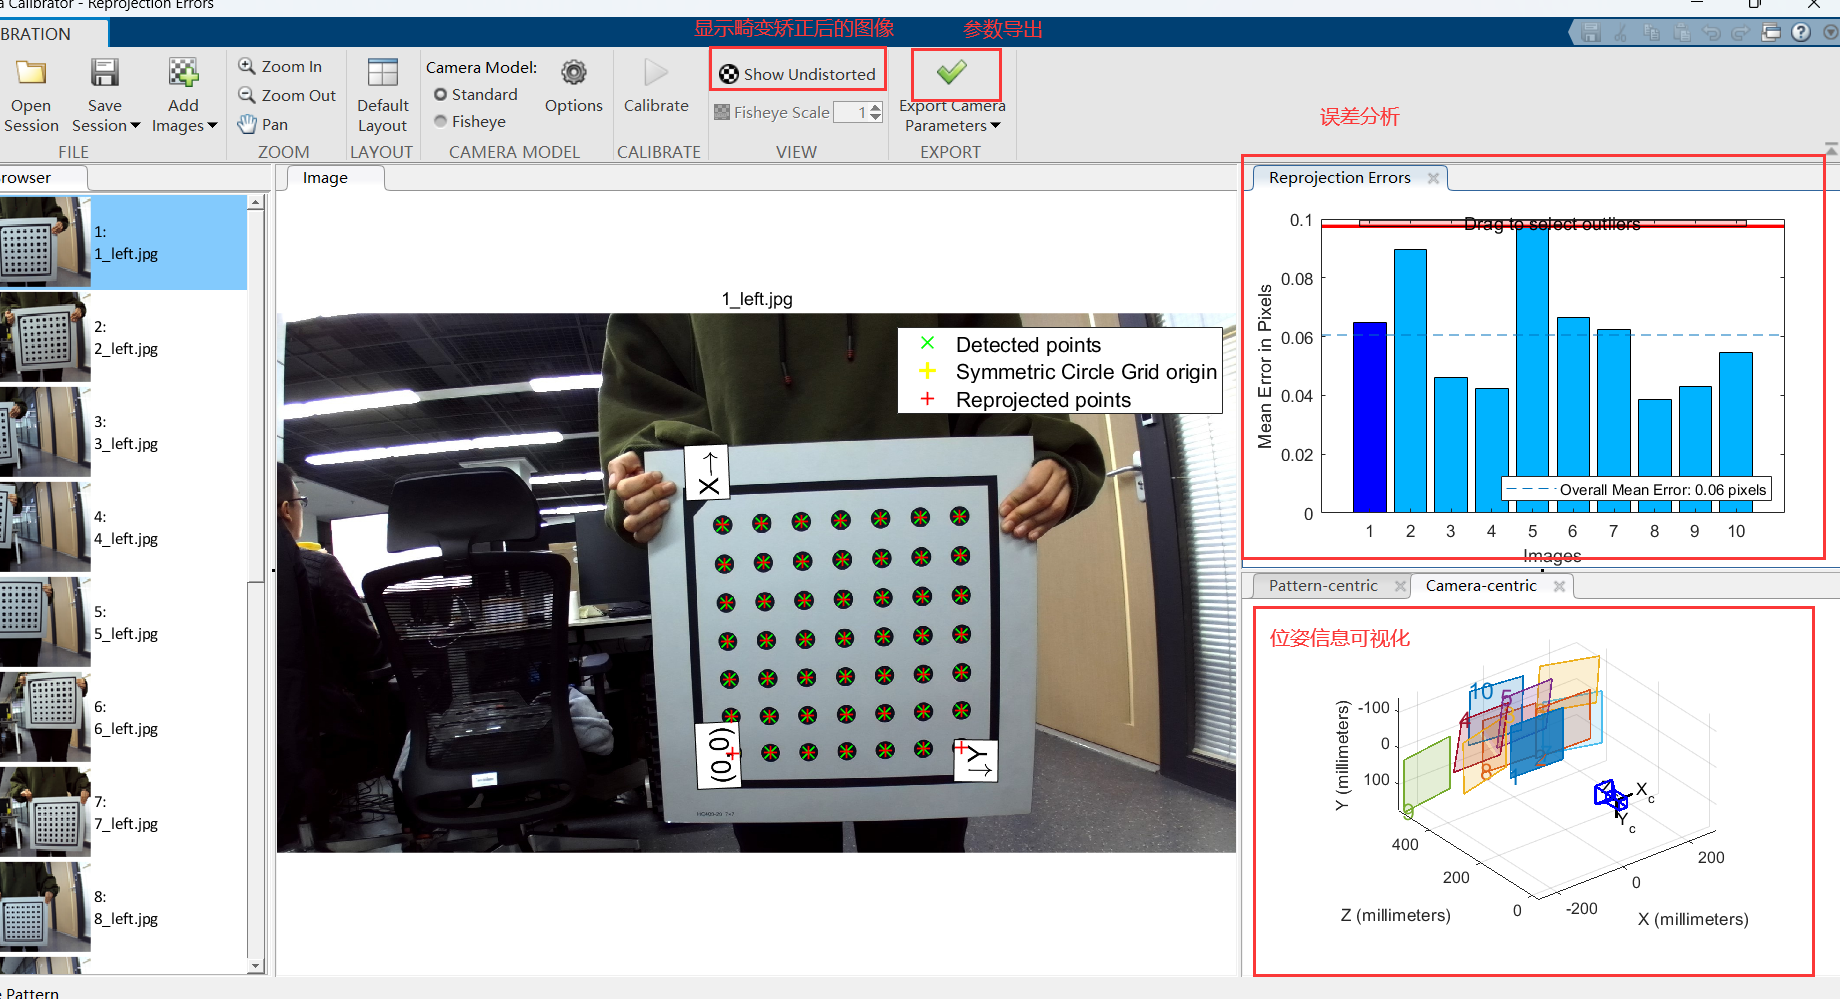 a Calibrator - Reprojection Errors
BRATION
显示畸变矫正后的图像
参数导出
Open Session
Save Session
Add Images
Zoom In
Zoom Out
Pan
Default Layout
Camera Model:
Standard
Fisheye
Options
Calibrate
Show Undistorted
Fisheye Scale
1
Export Camera Parameters
FILE
ZOOM
LAYOUT
CAMERA MODEL
CALIBRATE
VIEW
EXPORT
误差分析
rowser
1:
1_left.jpg
2:
2_left.jpg
3:
3_left.jpg
4:
4_left.jpg
5:
5_left.jpg
6:
6_left.jpg
7:
7_left.jpg
8:
8_left.jpg
Image
1_left.jpg
Detected points
Symmetric Circle Grid origin
Reprojected points
X→
(0,0)
Y→
Reprojection Errors
Drag to select outliers
Mean Error in Pixels
0.1
0.08
0.06
0.04
0.02
0
Overall Mean Error: 0.06 pixels
1 2 3 4 5 6 7 8 9 10
Images
Pattern-centric
Camera-centric
位姿信息可视化
10
5
4
8
2
1
9
Xc
Yc
Y (millimeters)
-100
0
100
400
200
0
Z (millimeters)
-200
0
200
X (millimeters)
e Pattern